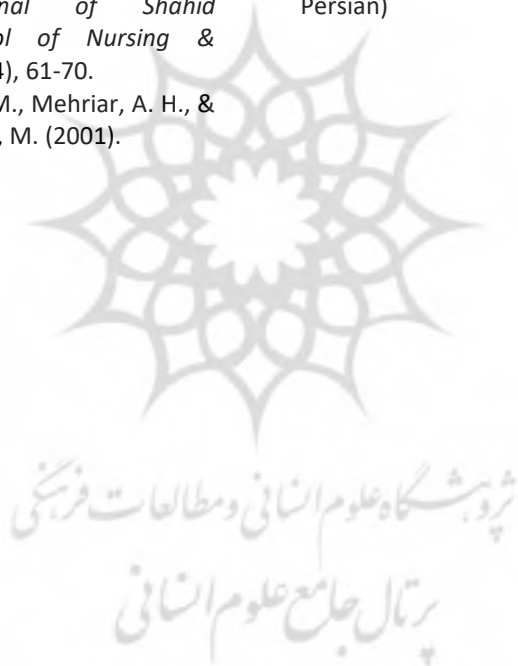 nal of Shahid
ol of Nursing &
4), 61-70.
M., Mehriar, A. H., &
, M. (2001).
Persian)
پژوهشگاه علوم انسانی و مطالعات فرهنگی
پرتال جامع علوم انسانی